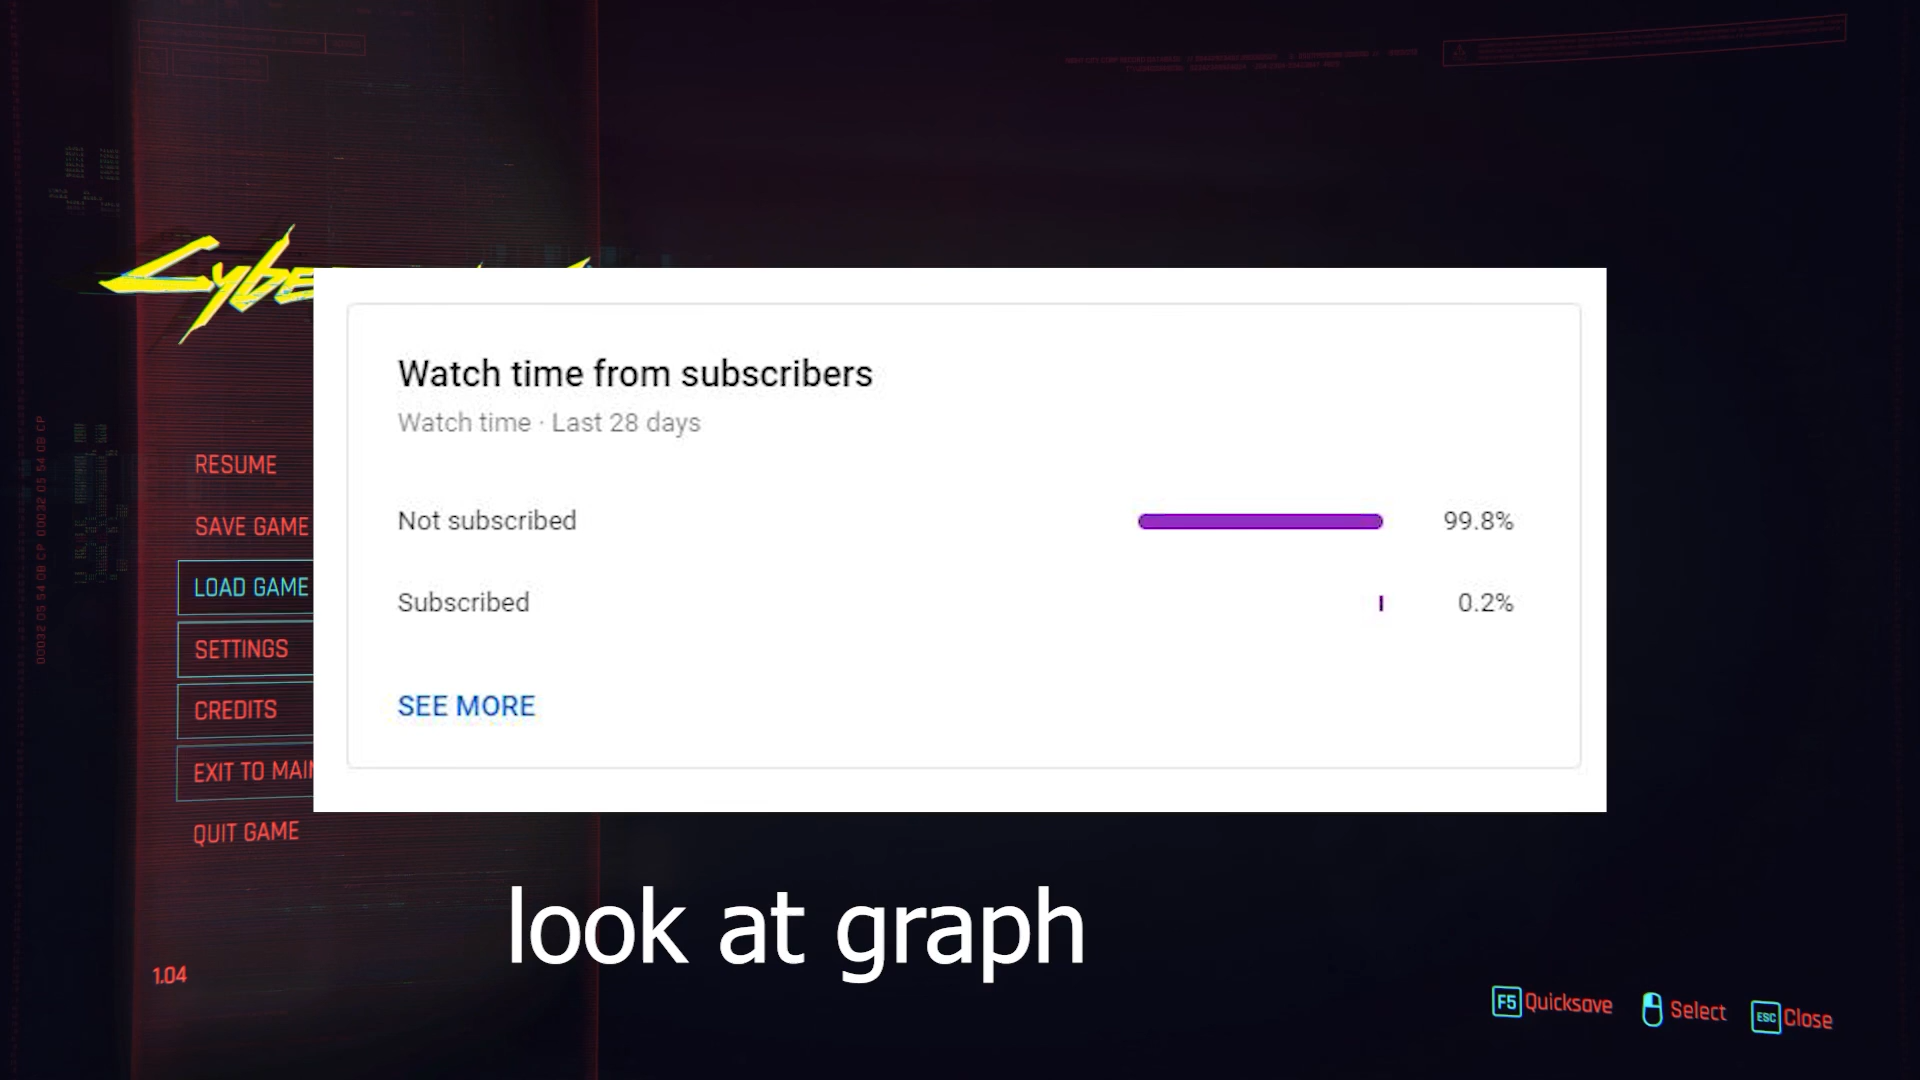 Cybe
Watch time from subscribers
Watch time · Last 28 days
Not subscribed 99.8%
Subscribed 0.2%
SEE MORE
RESUME
SAVE GAME
LOAD GAME
SETTINGS
CREDITS
EXIT TO MAI
QUIT GAME
look at graph
1.04
F5 Quicksave
Select
ESC Close